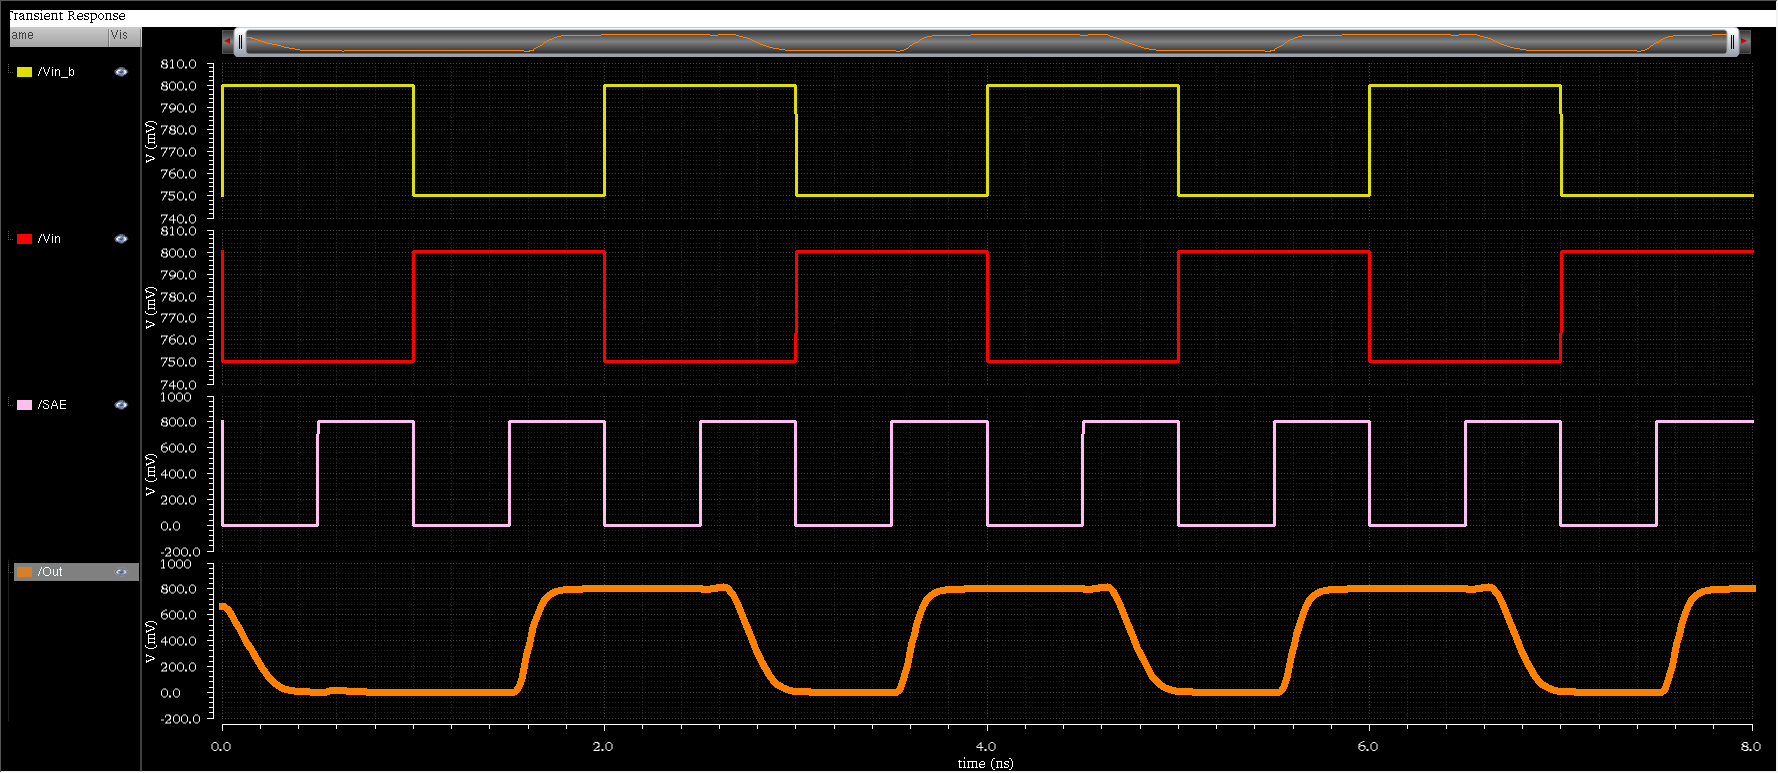 Transient Response
ame Vis
/Vin_b
810.0
800.0
790.0
780.0
770.0
760.0
750.0
740.0
V (mV)
/Vin
810.0
800.0
790.0
780.0
770.0
760.0
750.0
740.0
V (mV)
/SAE
1000
800.0
600.0
400.0
200.0
0.0
-200.0
V (mV)
/Out
1000
800.0
600.0
400.0
200.0
0.0
-200.0
V (mV)
0.0 2.0 4.0 6.0 8.0
time (ns)